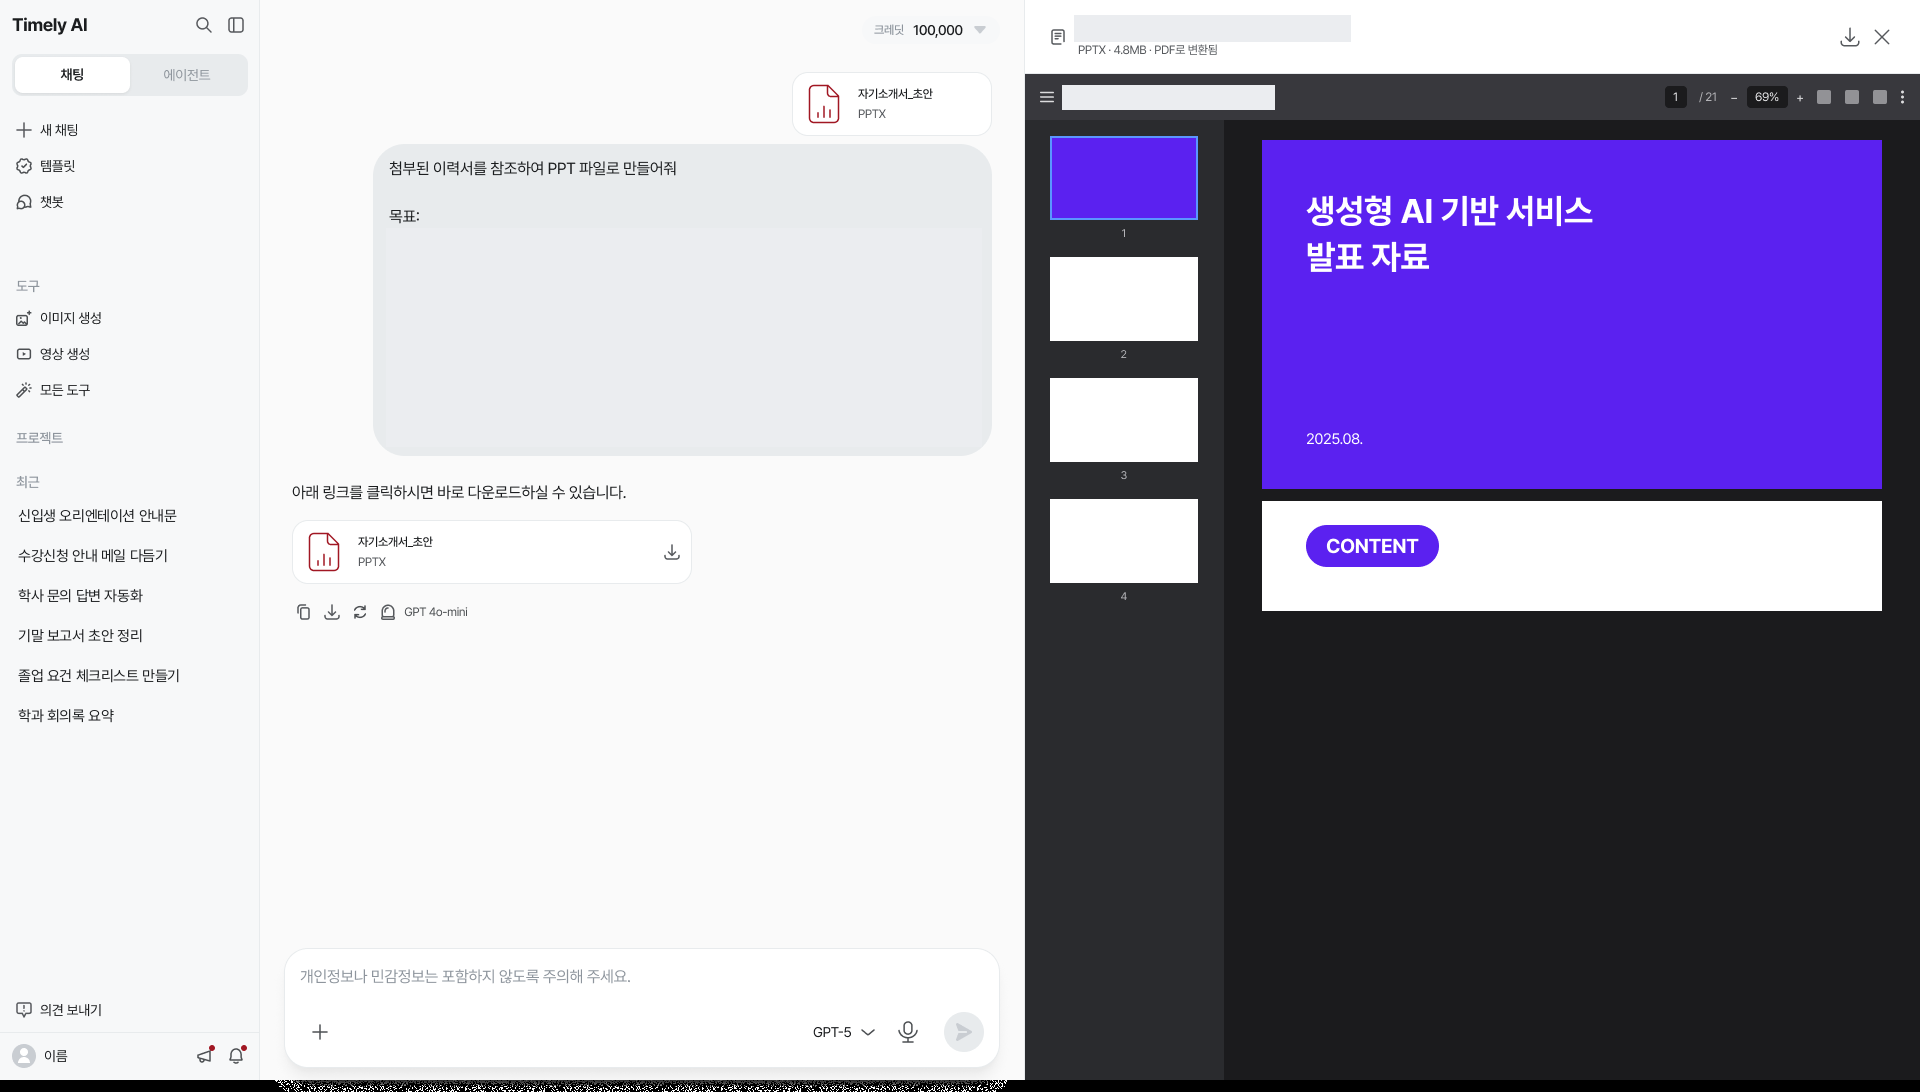 Timely AI
채팅
에이전트
새 채팅
템플릿
챗봇
도구
이미지 생성
영상 생성
모든 도구
프로젝트
최근
신입생 오리엔테이션 안내문
수강신청 안내 메일 다듬기
학사 문의 답변 자동화
기말 보고서 초안 정리
졸업 요건 체크리스트 만들기
학과 회의록 요약
의견 보내기
이름
크레딧 100,000
자기소개서_초안
PPTX
첨부된 이력서를 참조하여 PPT 파일로 만들어줘
목표:
아래 링크를 클릭하시면 바로 다운로드하실 수 있습니다.
자기소개서_초안
PPTX
GPT 4o-mini
개인정보나 민감정보는 포함하지 않도록 주의해 주세요.
GPT-5
PPTX · 4.8MB · PDF로 변환됨
1 / 21 − 69% +
1
2
3
4
생성형 AI 기반 서비스
발표 자료
2025.08.
CONTENT